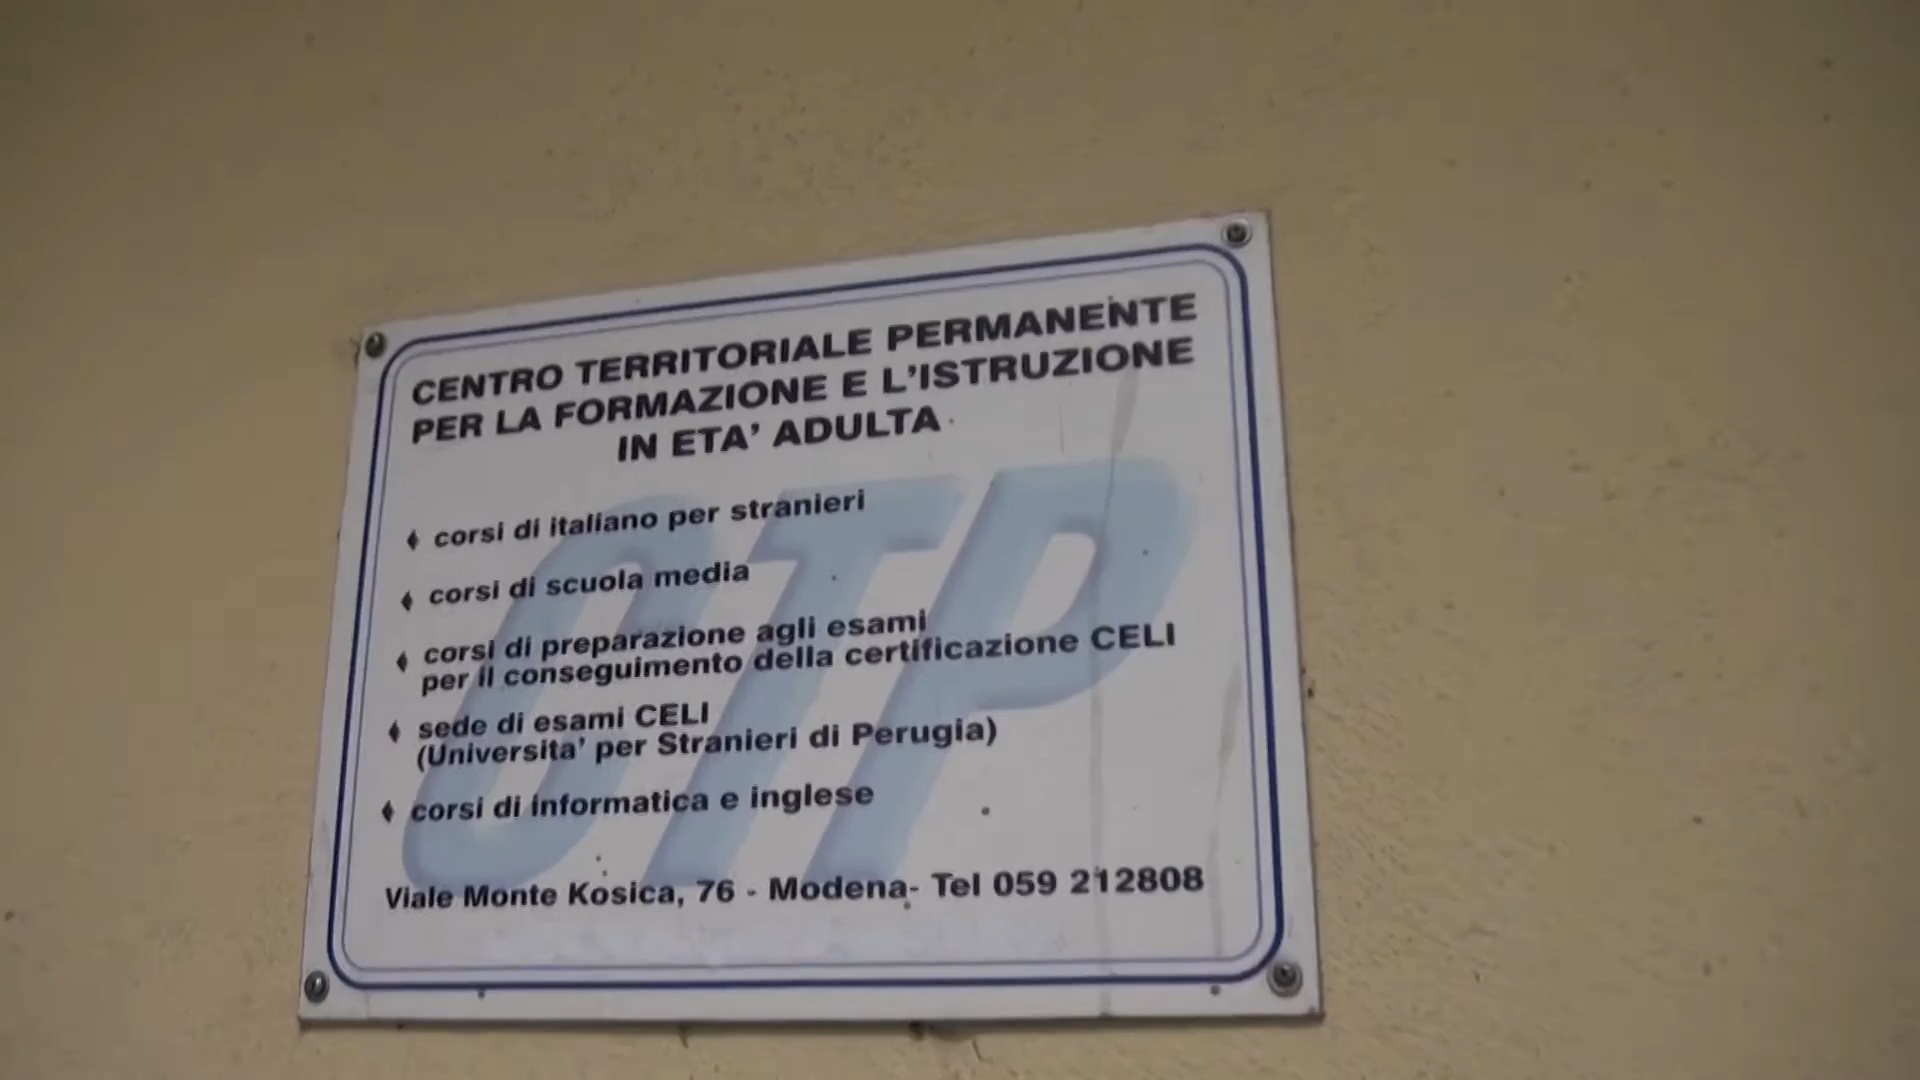 CENTRO TERRITORIALE PERMANENTE
PER LA FORMAZIONE E L'ISTRUZIONE
IN ETA' ADULTA
CTP
corsi di italiano per stranieri
corsi di scuola media
corsi di preparazione agli esami
per il conseguimento della certificazione CELI
sede di esami CELI
(Universita' per Stranieri di Perugia)
corsi di informatica e inglese
Viale Monte Kosica, 76 - Modena- Tel 059 212808